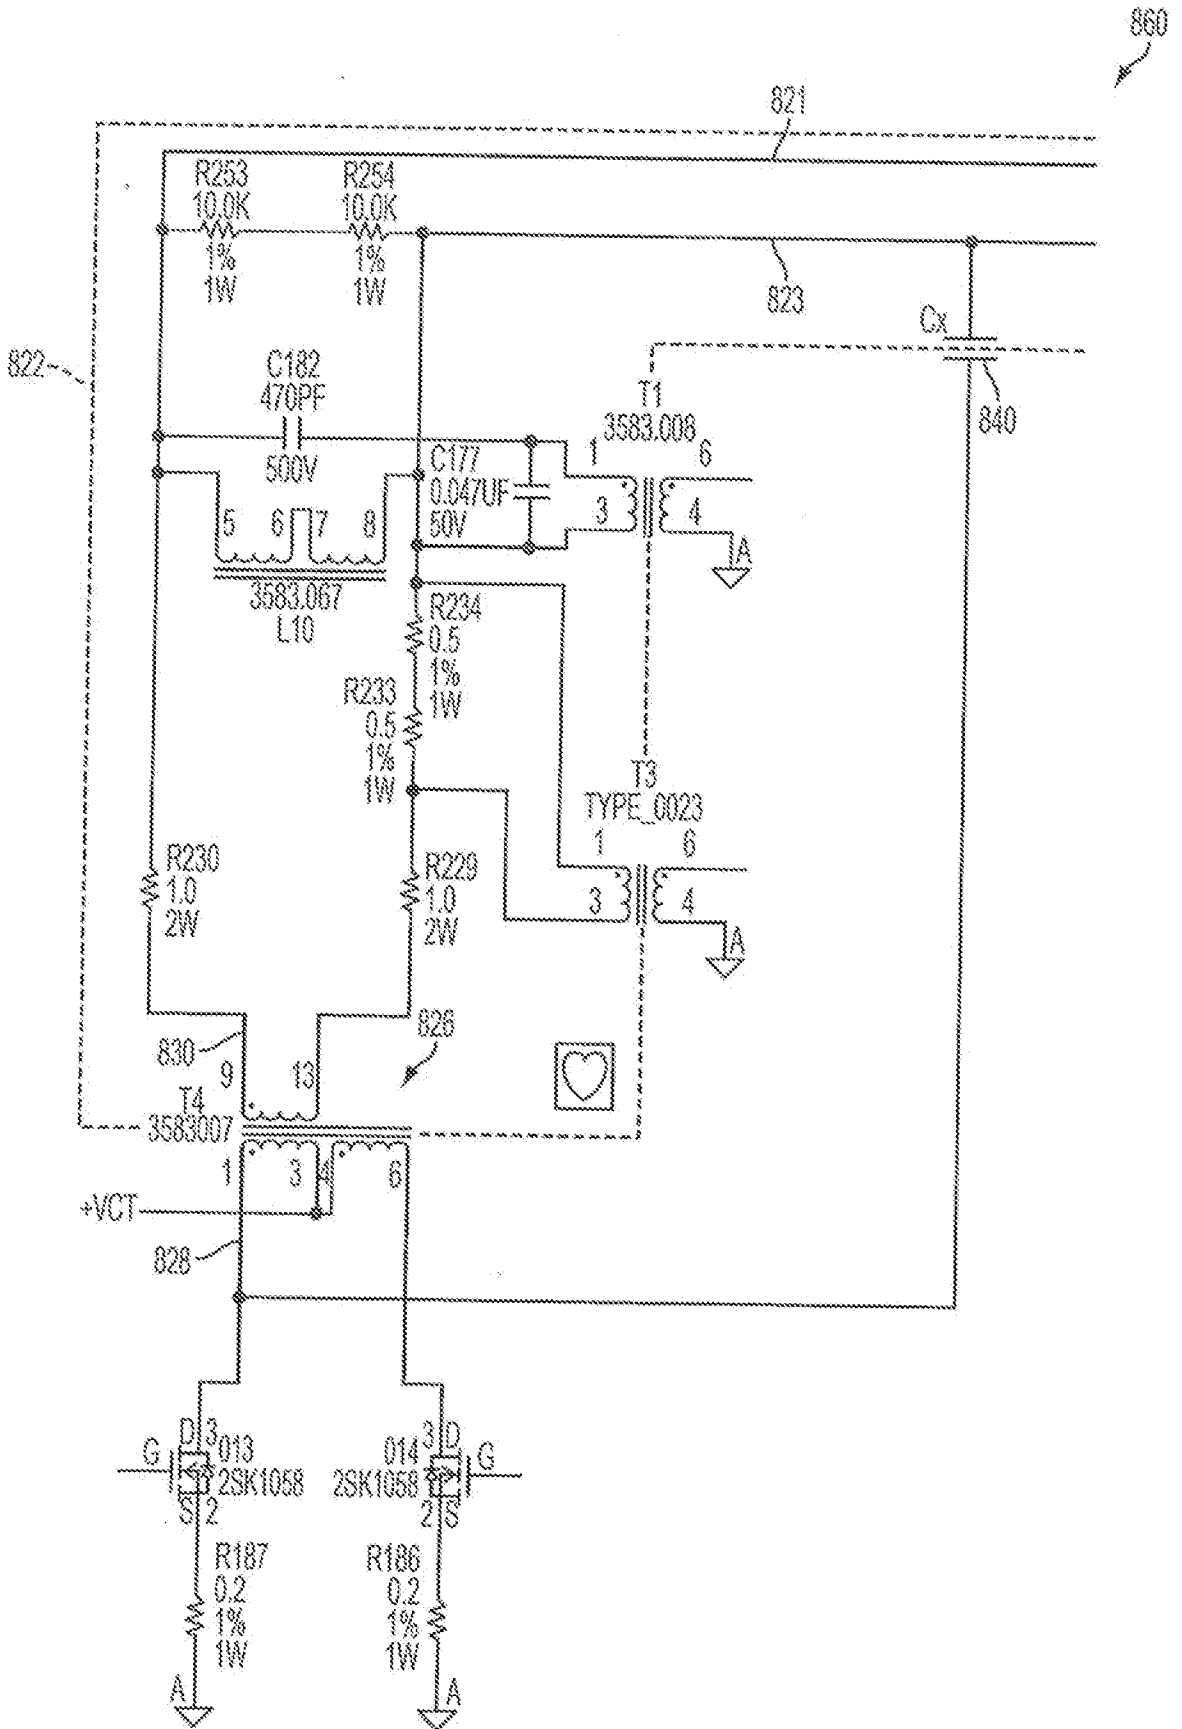 860
821
R253
10.0K
1%
1W
R254
10.0K
1%
1W
823
Cx
840
822
C182
470PF
500V
T1
3583.008
1
6
3
4
A
C177
0.047UF
50V
5
6
7
8
3583.067
L10
R234
0.5
1%
1W
R233
0.5
1%
1W
T3
TYPE_0023
1
6
3
4
A
R230
1.0
2W
R229
1.0
2W
826
830
9
13
T4
3583007
1
3
4
6
+VCT
828
D
3
013
G
2SK1058
S
2
3
D
014
G
2SK1058
2
S
R187
0.2
1%
1W
R186
0.2
1%
1W
A
A